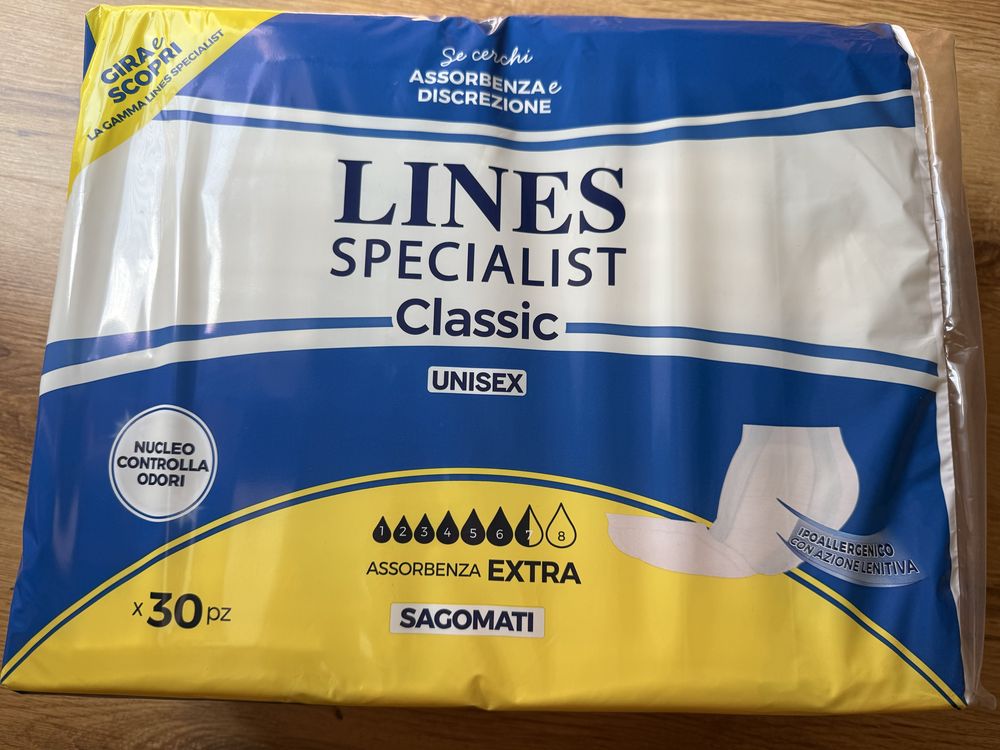 GIRA e
SCOPRI
LA GAMMA LINES SPECIALIST
Se cerchi
ASSORBENZA e
DISCREZIONE
LINES
SPECIALIST
Classic
UNISEX
NUCLEO
CONTROLLA
ODORI
1 2 3 4 5 6 7 8
ASSORBENZA EXTRA
IPOALLERGENICO
CON AZIONE LENITIVA
x 30 pz
SAGOMATI